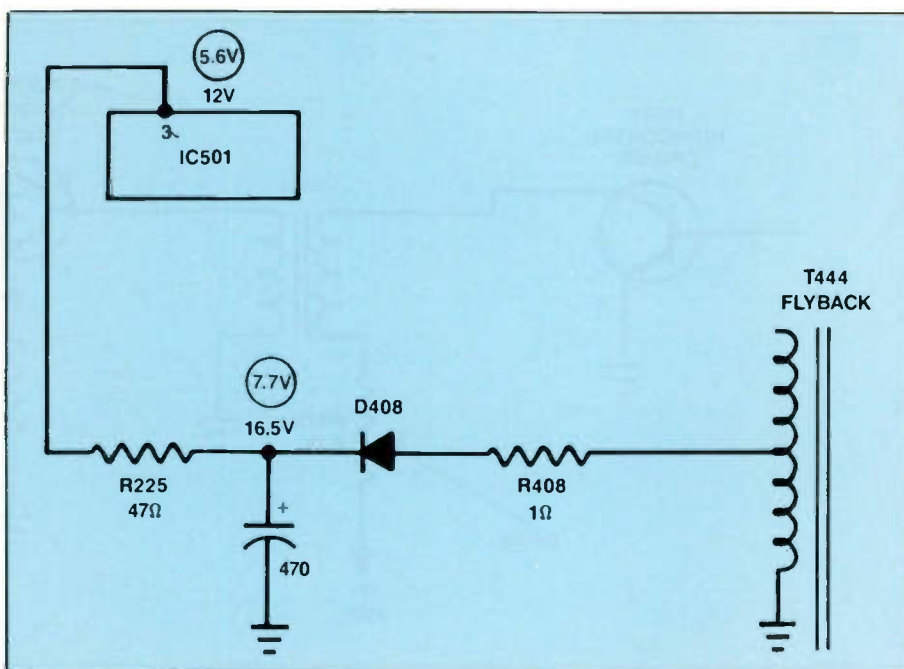 5.6V
12V
3
IC501
T444
FLYBACK
7.7V
16.5V
D408
R225
47Ω
R408
1Ω
+
470